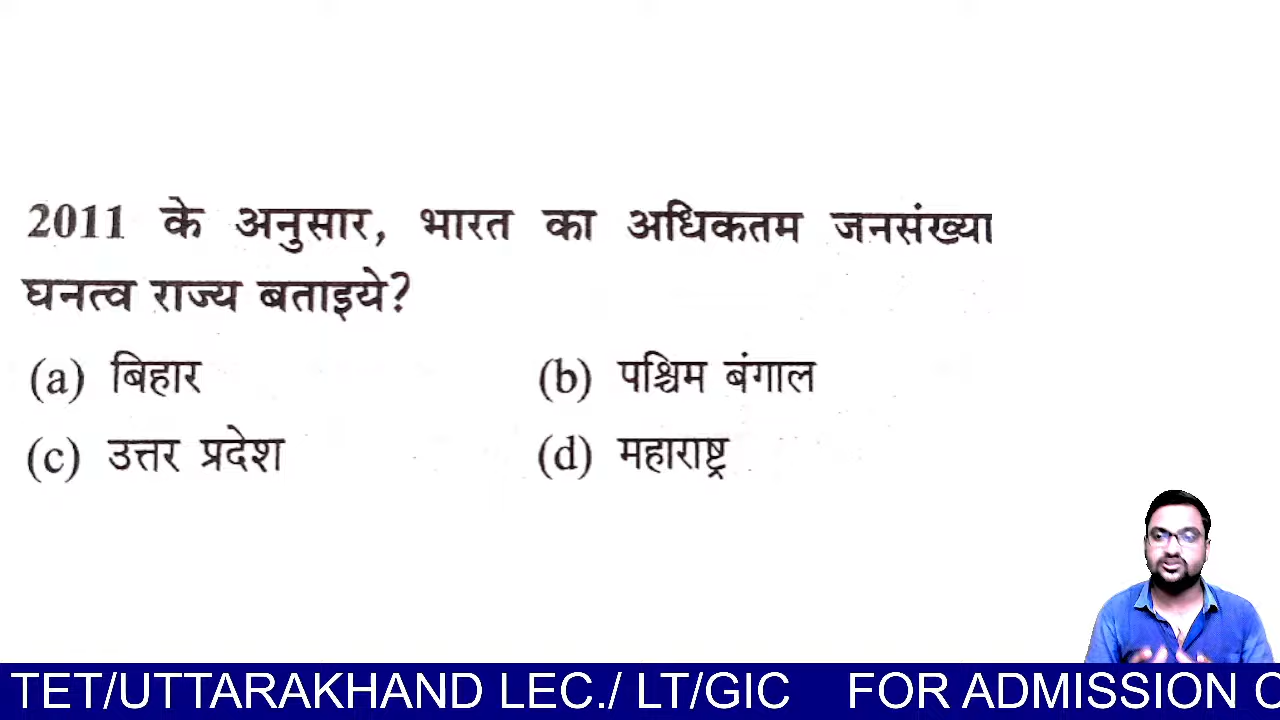 2011 के अनुसार, भारत का अधिकतम जनसंख्या
घनत्व राज्य बताइये?
(a) बिहार (b) पश्चिम बंगाल
(c) उत्तर प्रदेश (d) महाराष्ट्र
TET/UTTARAKHAND LEC./ LT/GIC FOR ADMISSION